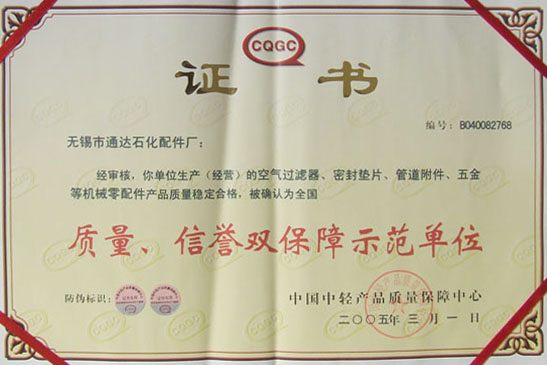 CQGC
证书
编号：B040082768
无锡市通达石化配件厂：
经审核，你单位生产（经营）的空气过滤器、密封垫片、管道附件、五金
等机械零配件产品质量稳定合格，被确认为全国
质量、信誉双保障示范单位
防伪标识：
中国中轻产品质量保障中心
二〇〇五年三月一日